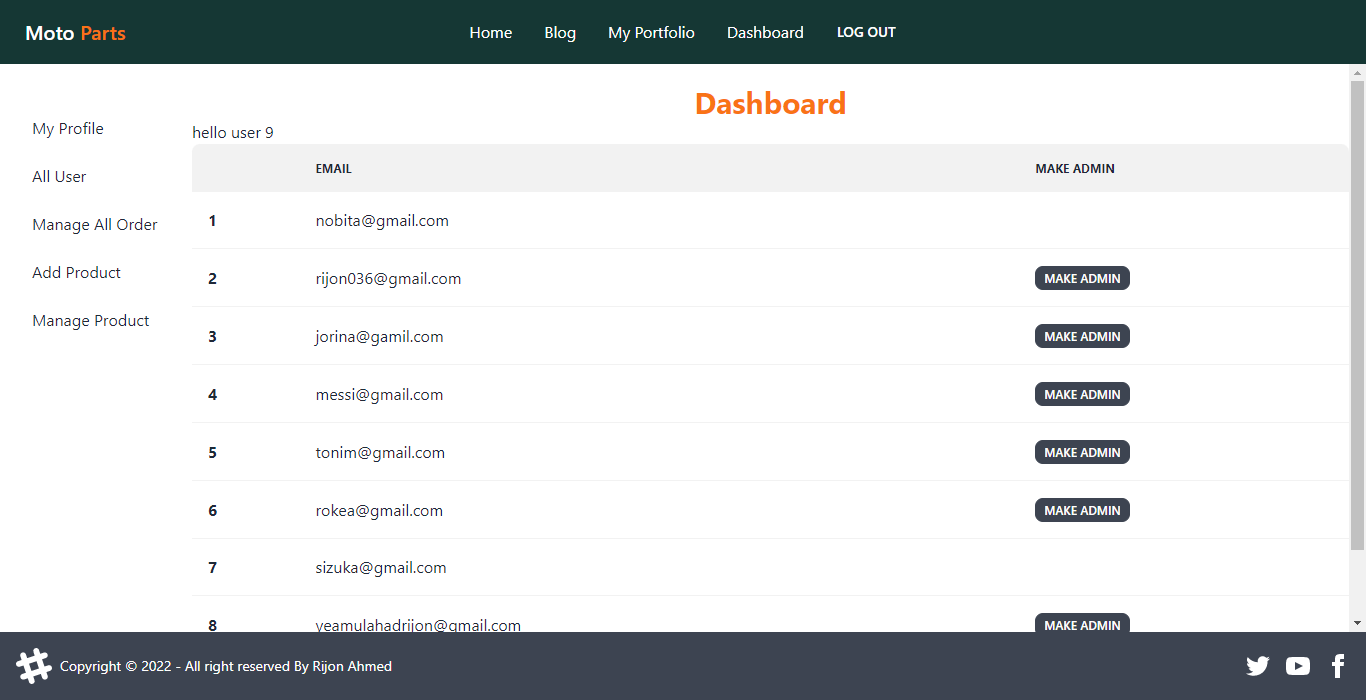 Moto Parts Home Blog My Portfolio Dashboard LOG OUT
Dashboard
My Profile
All User
Manage All Order
Add Product
Manage Product
hello user 9
EMAIL MAKE ADMIN
1 nobita@gmail.com
2 rijon036@gmail.com MAKE ADMIN
3 jorina@gamil.com MAKE ADMIN
4 messi@gmail.com MAKE ADMIN
5 tonim@gmail.com MAKE ADMIN
6 rokea@gmail.com MAKE ADMIN
7 sizuka@gmail.com
8 yeamulahadrijon@gmail.com MAKE ADMIN
Copyright © 2022 - All right reserved By Rijon Ahmed